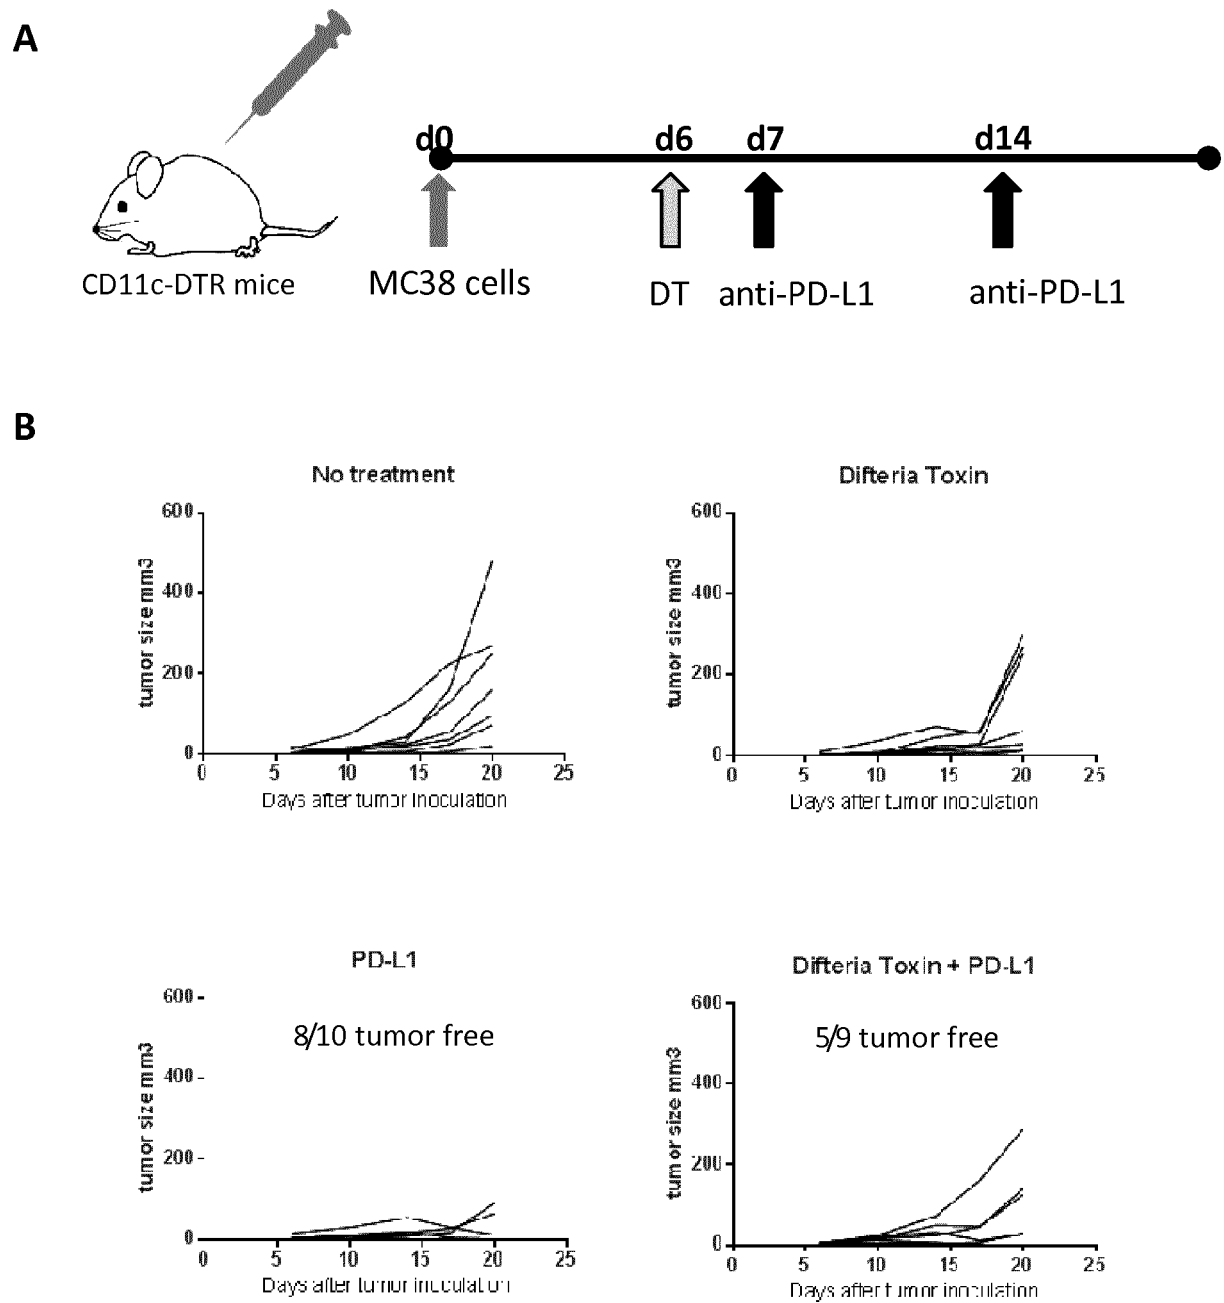 A
d0 d6 d7 d14
CD11c-DTR mice
MC38 cells
DT
anti-PD-L1
anti-PD-L1
B
No treatment
tumor size mm3
600
400
200
0
0 5 10 15 20 25
Days after tumor inoculation
Difteria Toxin
tumor size mm3
600
400
200
0
0 5 10 15 20 25
Days after tumor inoculation
PD-L1
8/10 tumor free
tumor size mm3
600
400
200
0
0 5 10 15 20 25
Days after tumor inoculation
Difteria Toxin + PD-L1
5/9 tumor free
tumor size mm3
600
400
200
0
0 5 10 15 20 25
Days after tumor inoculation